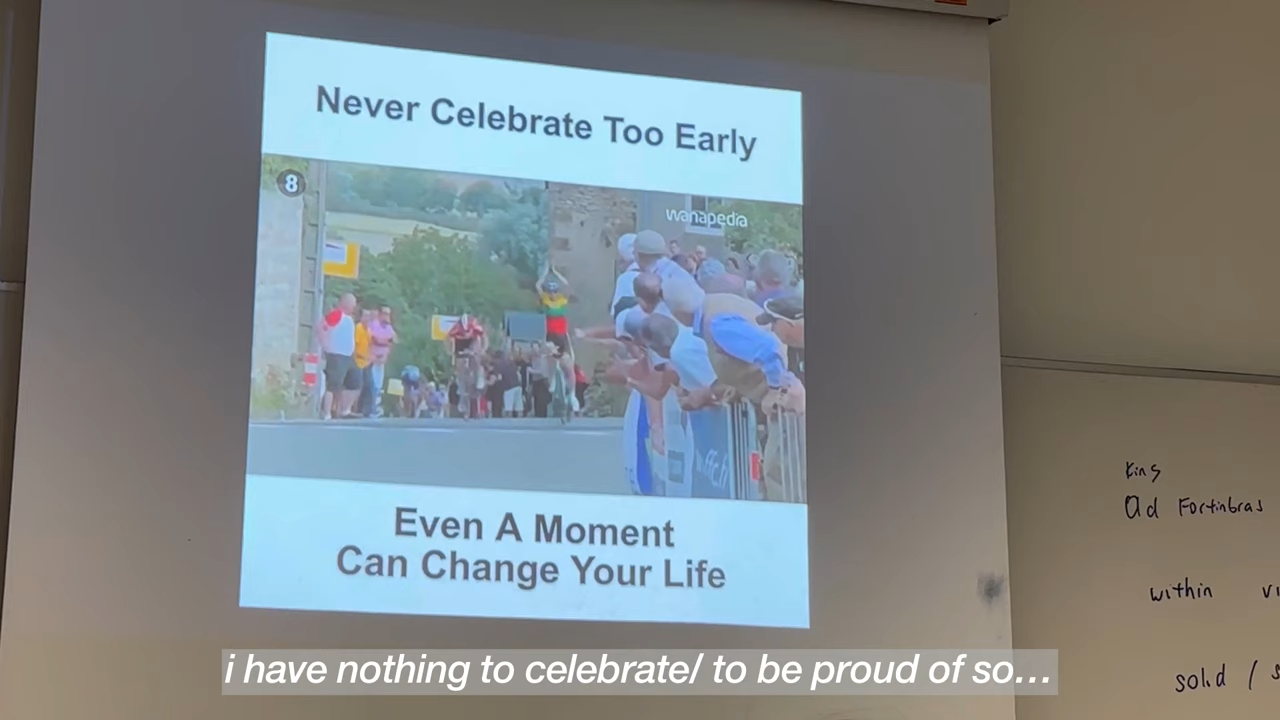 Never Celebrate Too Early
8
wanapedia
Even A Moment
Can Change Your Life
King
Old Fortinbras
within
solid /
i have nothing to celebrate/ to be proud of so...